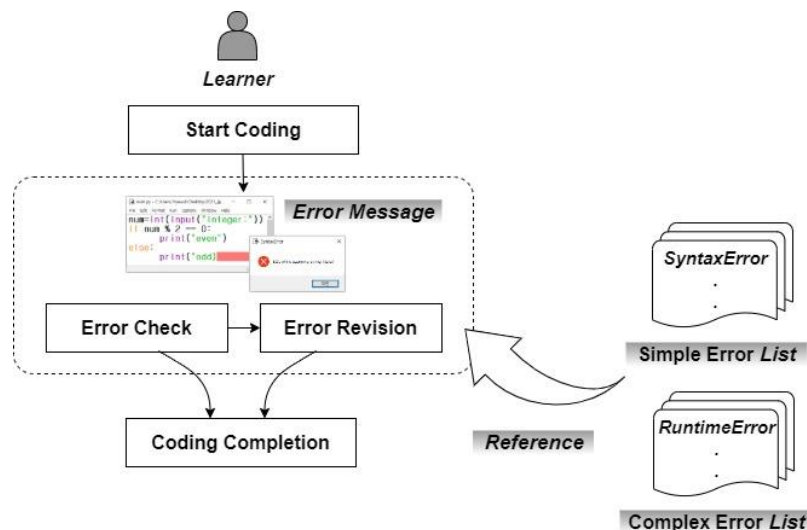 Learner
Start Coding
Error Message
num=int(input("integer:"))
if num % 2 == 0:
print("even")
else:
print("odd)
SyntaxError
Error Check
Error Revision
Coding Completion
Reference
SyntaxError
.
.
Simple Error List
RuntimeError
.
.
Complex Error List